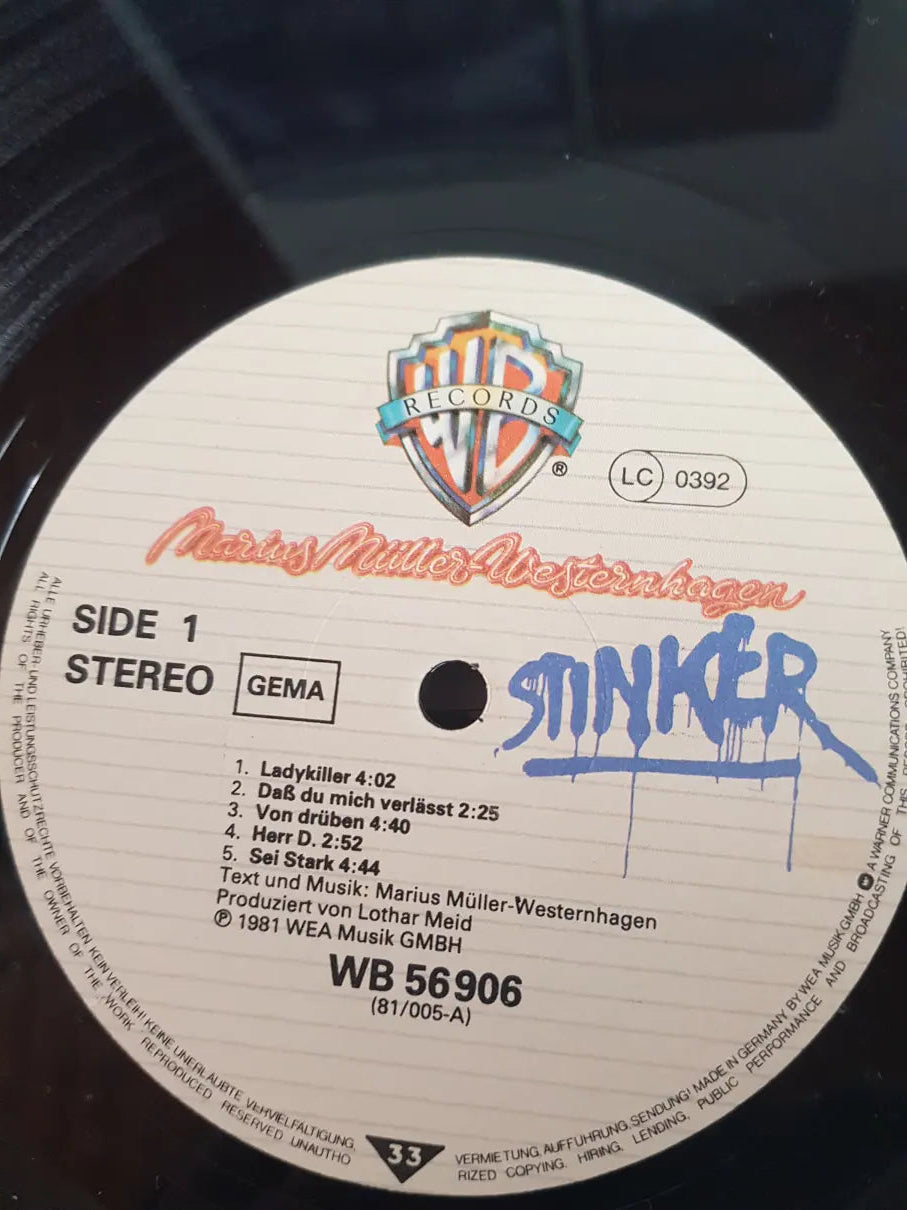 WB
RECORDS
®
LC 0392
Marius Müller-Westernhagen
STINKER
SIDE 1
STEREO
GEMA
1. Ladykiller 4:02
2. Daß du mich verlässt 2:25
3. Von drüben 4:40
4. Herr D. 2:52
5. Sei Stark 4:44
Text und Musik: Marius Müller-Westernhagen
Produziert von Lothar Meid
℗ 1981 WEA Musik GMBH
WB 56 906
(81/005-A)
33
ALLE URHEBER- UND LEISTUNGSSCHUTZRECHTE VORBEHALTEN KEIN VERLEIH! KEINE UNERLAUBTE VERVIELFÄLTIGUNG,
VERMIETUNG, AUFFÜHRUNG, SENDUNG! MADE IN GERMANY BY WEA MUSIK GMBH A WARNER COMMUNICATIONS COMPANY
ALL RIGHTS OF THE PRODUCER AND OF THE OWNER OF THE WORK REPRODUCED RESERVED UNAUTHO
RIZED COPYING, HIRING, LENDING, PUBLIC PERFORMANCE AND BROADCASTING OF THIS